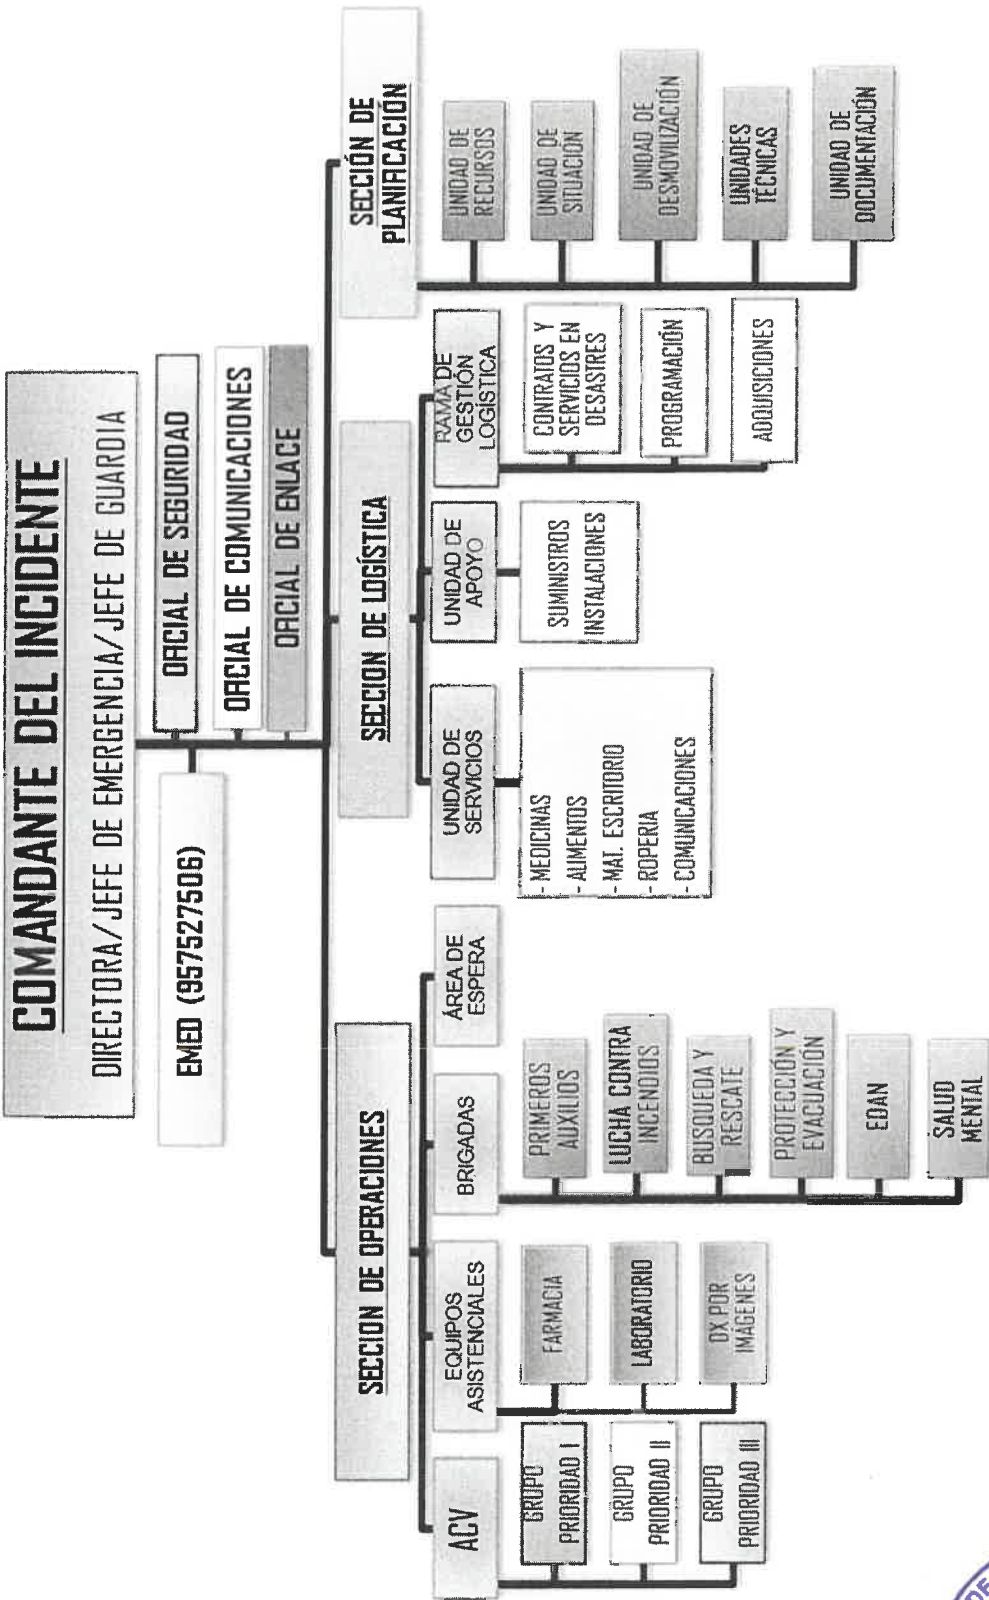 COMANDANTE DEL INCIDENTE
DIRECTORA/JEFE DE EMERGENCIA/JEFE DE GUARDIA
EMED (957527506)
OFICIAL DE SEGURIDAD
OFICIAL DE COMUNICACIONES
OFICIAL DE ENLACE
SECCION DE OPERACIONES
ACV
GRUPO
PRIORIDAD I
GRUPO
PRIORIDAD II
GRUPO
PRIORIDAD III
EQUIPOS
ASISTENCIALES
FARMACIA
LABORATORIO
DX POR
IMÁGENES
BRIGADAS
PRIMEROS
AUXILIOS
LUCHA CONTRA
INCENDIOS
BUSQUEDA Y
RESCATE
PROTECCIÓN Y
EVACUACIÓN
EDAN
SALUD
MENTAL
ÁREA DE
ESPERA
SECCION DE LOGÍSTICA
UNIDAD DE
SERVICIOS
- MEDICINAS
- ALIMENTOS
- MAT. ESCRITORIO
- ROPERIA
- COMUNICACIONES
UNIDAD DE
APOYO
SUMINISTROS
INSTALACIONES
RAMA DE
GESTIÓN
LOGÍSTICA
CONTRATOS Y
SERVICIOS EN
DESASTRES
PROGRAMACIÓN
ADQUISICIONES
SECCIÓN DE
PLANIFICACIÓN
UNIDAD DE
RECURSOS
UNIDAD DE
SITUACIÓN
UNIDAD DE
DESMOVILIZACIÓN
UNIDADES
TÉCNICAS
UNIDAD DE
DOCUMENTACIÓN
DE